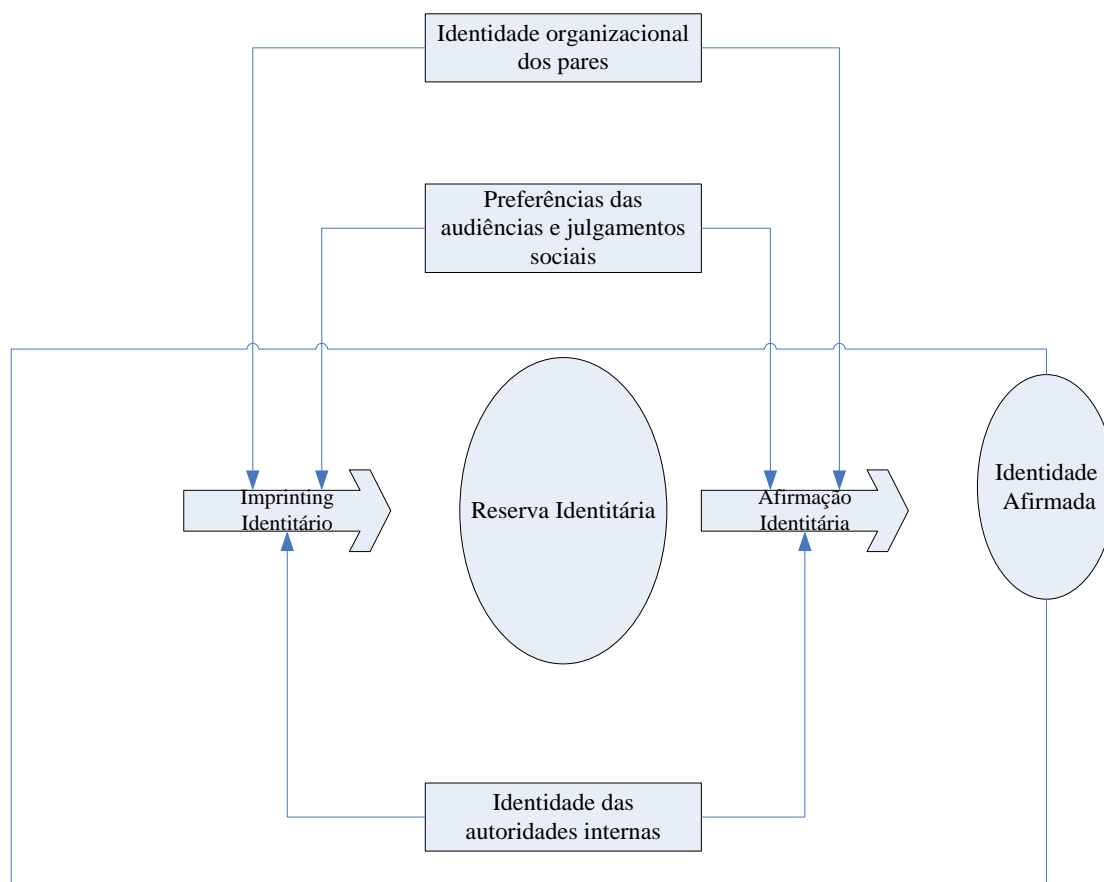 Identidade organizacional
dos pares
Preferências das
audiências e julgamentos
sociais
Imprinting
Identitário
Reserva Identitária
Afirmação
Identitária
Identidade
Afirmada
Identidade das
autoridades internas